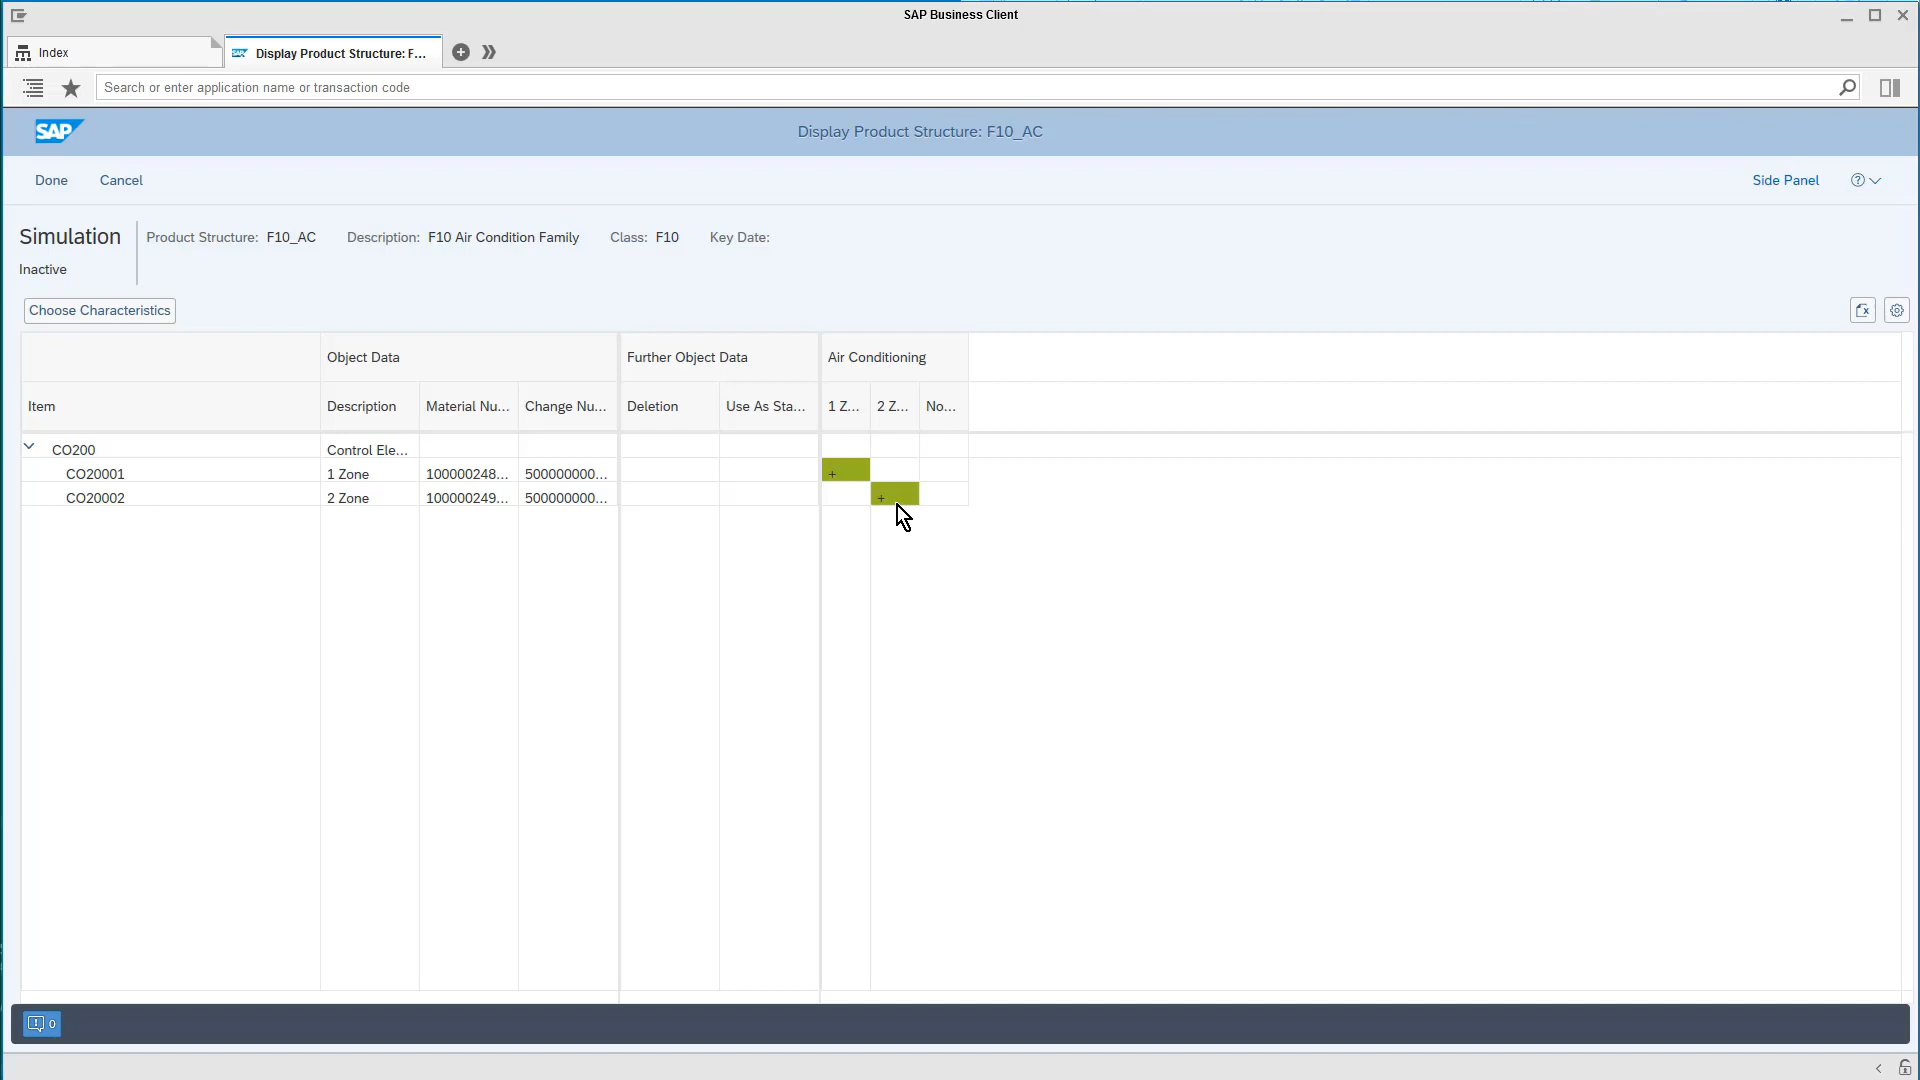 SAP Business Client
Index
SAP Display Product Structure: F...
Search or enter application name or transaction code
SAP
Display Product Structure: F10_AC
Done Cancel Side Panel
Simulation Product Structure: F10_AC Description: F10 Air Condition Family Class: F10 Key Date:
Inactive
Choose Characteristics
Object Data Further Object Data Air Conditioning
Item Description Material Nu... Change Nu... Deletion Use As Sta... 1 Z... 2 Z... No...
CO200 Control Ele...
CO20001 1 Zone 100000248... 500000000... +
CO20002 2 Zone 100000249... 500000000... +
0